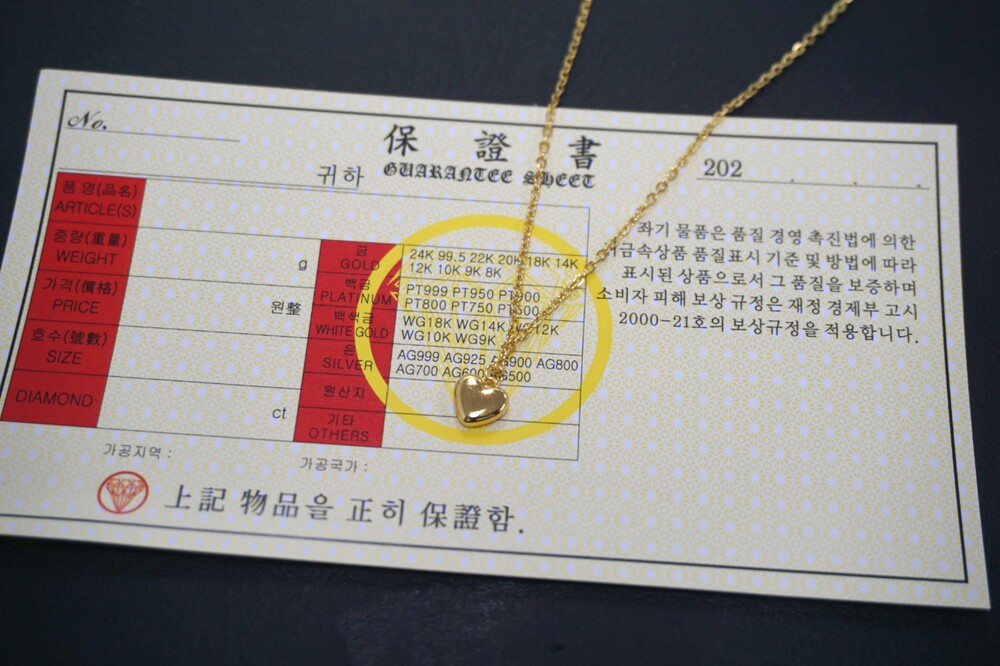 No.
保 證 書
귀하
GUARANTEE SHEET
202 . . .
품 명(品名)
ARTICLE(S)
중량(重量)
WEIGHT
g
가격(價格)
PRICE
원整
호수(號數)
SIZE
DIAMOND
ct
금
GOLD
24K 99.5 22K 20K 18K 14K
12K 10K 9K 8K
백금
PLATINUM
PT999 PT950 PT900
PT800 PT750 PT500
백색금
WHITE GOLD
WG18K WG14K WG12K
WG10K WG9K
은
SILVER
AG999 AG925 AG900 AG800
AG700 AG600 AG500
원산지
기타
OTHERS
좌기 물품은 품질 경영 촉진법에 의한
귀금속상품 품질표시 기준 및 방법에 따라
표시된 상품으로서 그 품질을 보증하며
소비자 피해 보상 규정은 재정 경제부 고시
2000-21호의 보상규정을 적용합니다.
가공지역 :
가공국가 :
上記 物品을 正히 保證함.